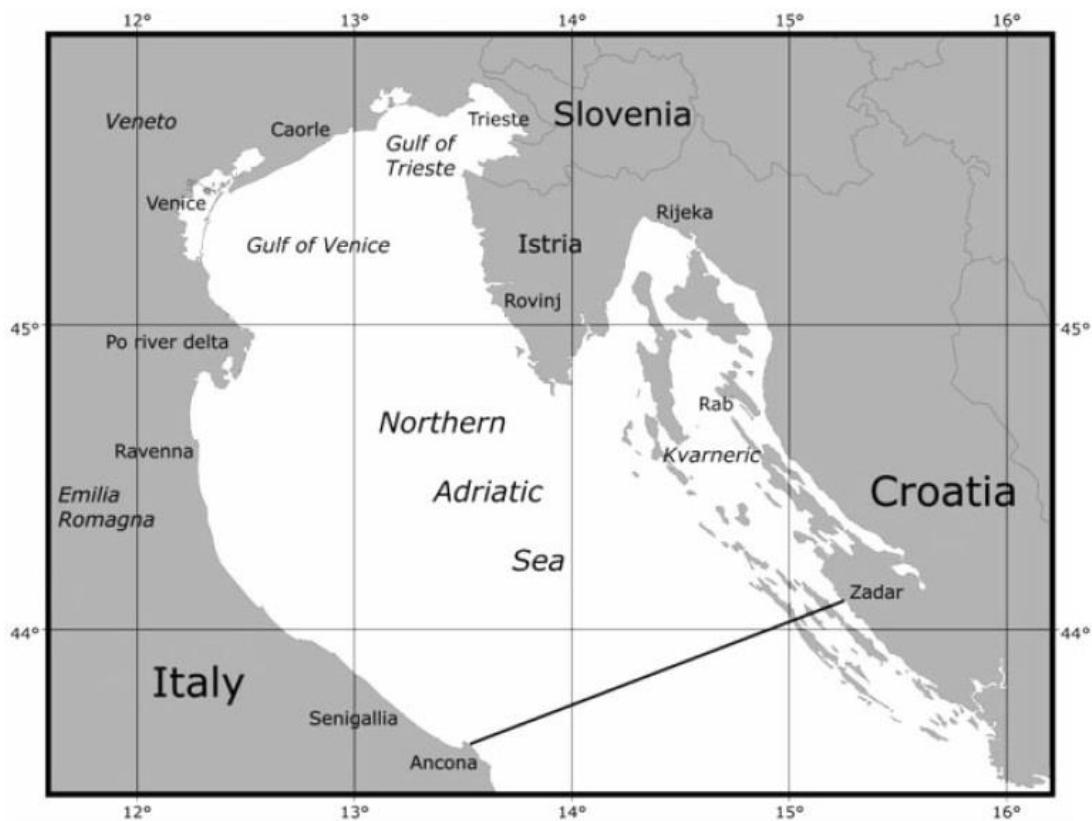 12°
13°
14°
15°
16°
Veneto
Caorle
Trieste
Slovenia
Gulf of
Trieste
Venice
Rijeka
Gulf of Venice
Istria
Rovinj
45°
45°
Po river delta
Northern
Rab
Ravenna
Kvarneric
Emilia
Romagna
Adriatic
Croatia
Sea
Zadar
44°
44°
Italy
Senigallia
Ancona
12°
13°
14°
15°
16°